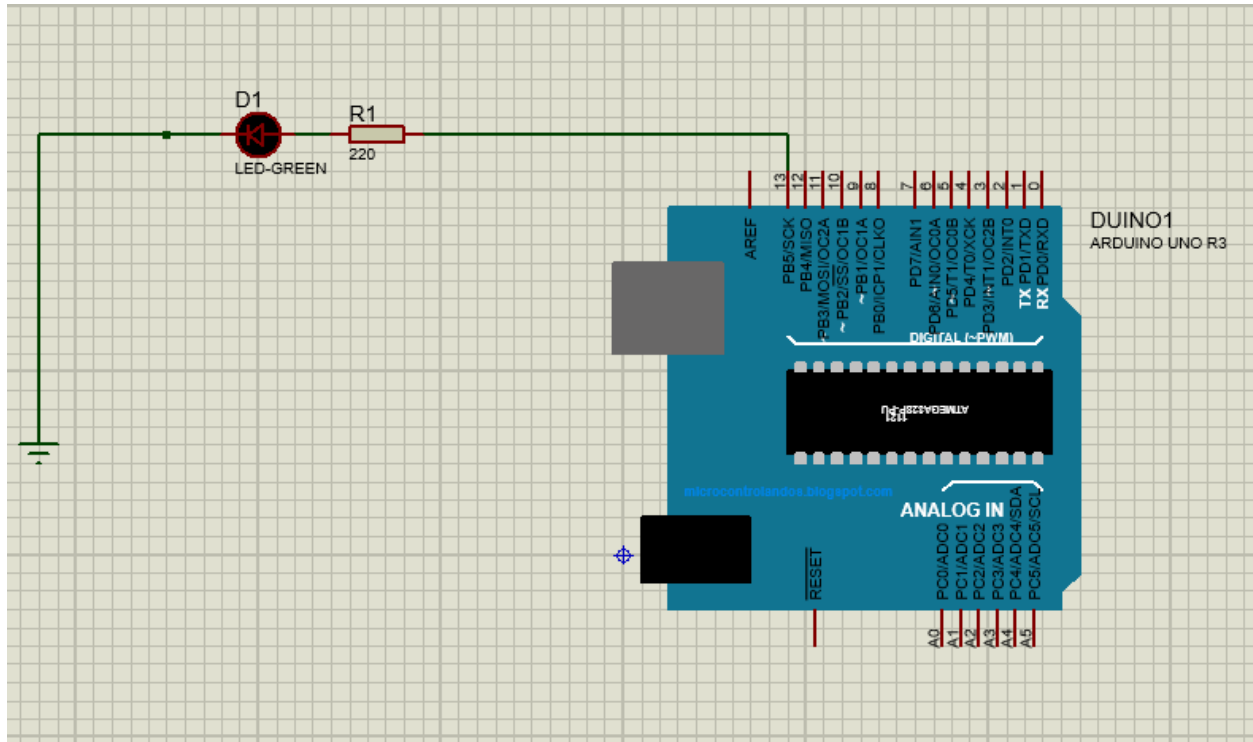 D1
LED-GREEN
R1
220
13
12
11
10
9
8
7
6
5
4
3
2
1
0
AREF
PB5/SCK
PB4/MISO
PB3/MOSI/OC2A
~ PB2/SS/OC1B
~ PB1/OC1A
PB0/ICP1/CLKO
PD7/AIN1
PD6/AIN0/OC0A
PD5/T1/OC0B
PD4/T0/XCK
PD3/INT1/OC2B
PD2/INT0
TX PD1/TXD
RX PD0/RXD
DIGITAL (~PWM)
DUINO1
ARDUINO UNO R3
ATMEGA328P-PU
1121
microcontrolandos.blogspot.com
ANALOG IN
RESET
PC0/ADC0
PC1/ADC1
PC2/ADC2
PC3/ADC3
PC4/ADC4/SDA
PC5/ADC5/SCL
A0
A1
A2
A3
A4
A5